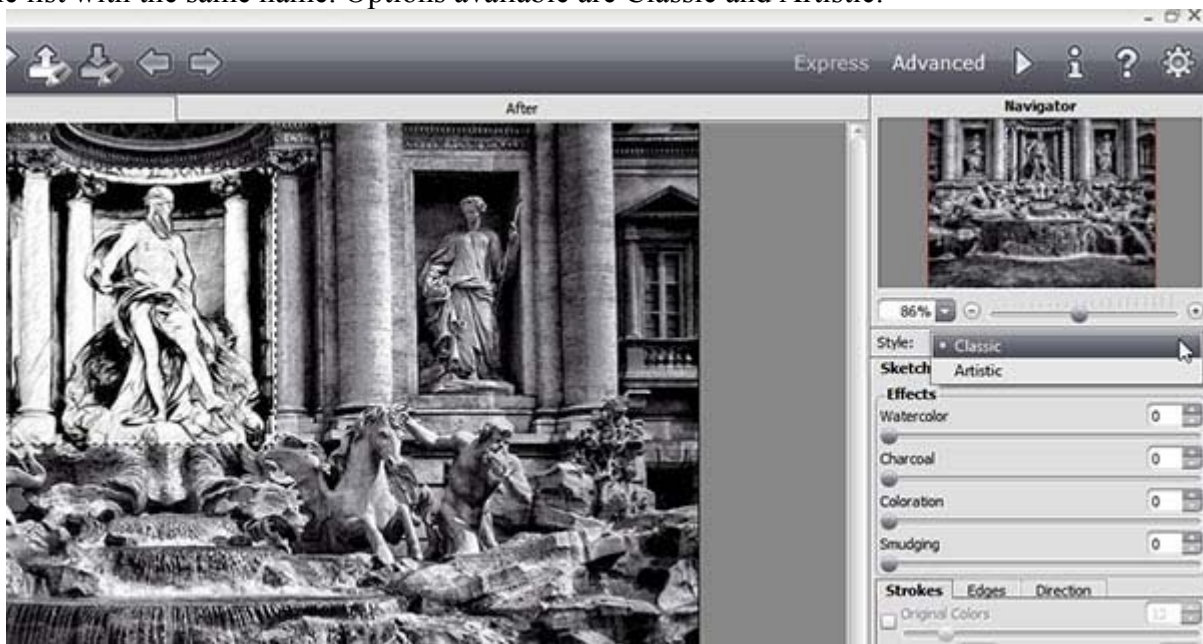 list with the same name. Options available are Classic and Artistic.
Express Advanced
After
Navigator
86%
Style:
Classic
Artistic
Sketch
Effects
Watercolor 0
Charcoal 0
Coloration 0
Smudging 0
Strokes Edges Direction
Original Colors 12